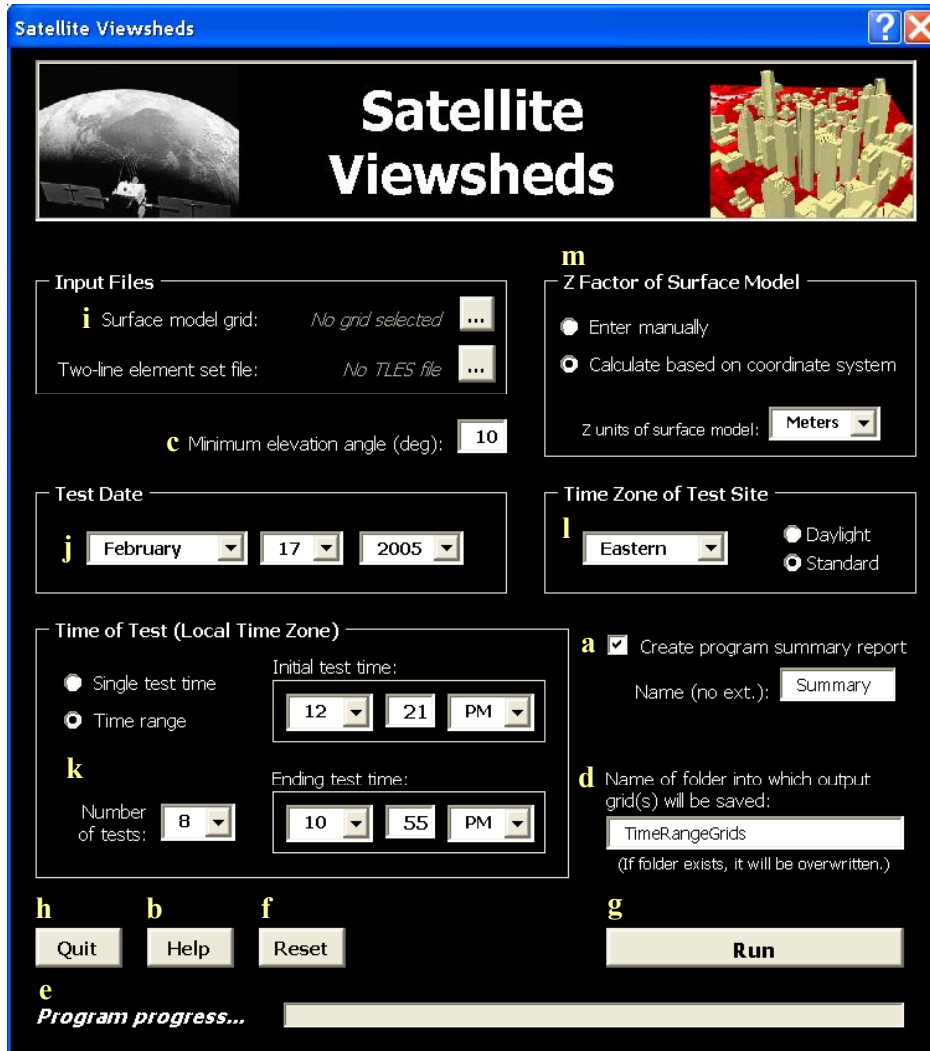 Satellite Viewsheds
Satellite
Viewsheds
Input Files
i Surface model grid: No grid selected ...
Two-line element set file: No TLES file ...
c Minimum elevation angle (deg): 10
m
Z Factor of Surface Model
Enter manually
Calculate based on coordinate system
Z units of surface model: Meters
Test Date
j February 17 2005
Time Zone of Test Site
l Eastern
Daylight
Standard
Time of Test (Local Time Zone)
Single test time
Time range
Initial test time:
12 21 PM
k
Number
of tests: 8
Ending test time:
10 55 PM
a Create program summary report
Name (no ext.): Summary
d Name of folder into which output
grid(s) will be saved:
TimeRangeGrids
(If folder exists, it will be overwritten.)
h
Quit
b
Help
f
Reset
g
Run
e
Program progress...